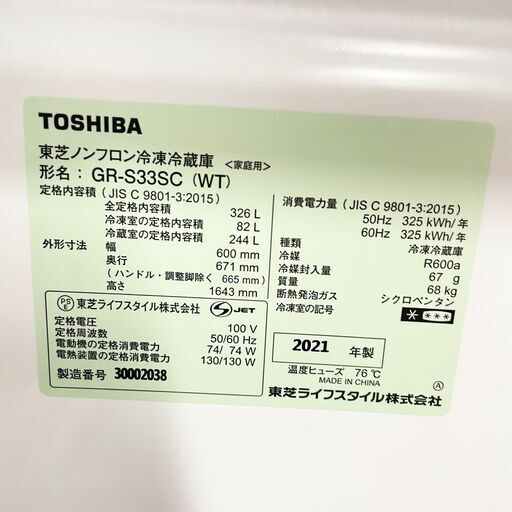 TOSHIBA
東芝ノンフロン冷凍冷蔵庫 <家庭用>
形名: GR-S33SC (WT)
定格内容積 (JIS C 9801-3:2015)
全定格内容積 326 L
冷凍室の定格内容積 82 L
冷蔵室の定格内容積 244 L
外形寸法 幅 600 mm
奥行 671 mm
(ハンドル・調整脚除く 665 mm)
高さ 1643 mm
消費電力量 (JIS C 9801-3:2015)
50Hz 325 kWh/年
60Hz 325 kWh/年
種類 冷凍冷蔵庫
冷媒 R600a
冷媒封入量 67 g
質量 68 kg
断熱発泡ガス シクロペンタン
冷凍室の記号 ****
PS E 東芝ライフスタイル株式会社 S JET
定格電圧 100 V
定格周波数 50/60 Hz
電動機の定格消費電力 74/ 74 W
電熱装置の定格消費電力 130/130 W
製造番号 30002038
2021 年製
温度ヒューズ 76℃
MADE IN CHINA
東芝ライフスタイル株式会社 A